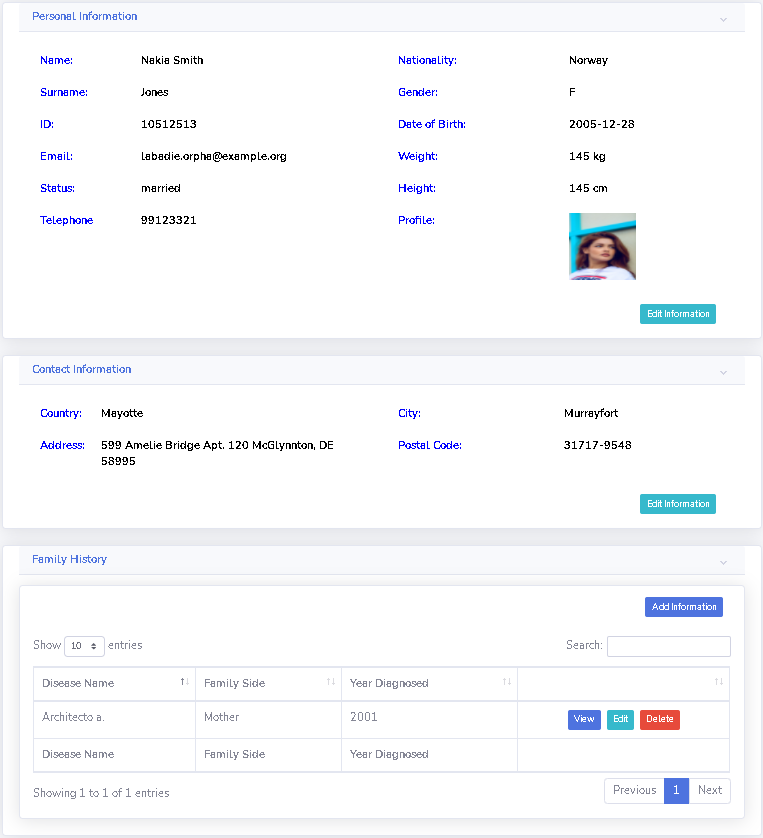 Personal Information
Name: Nakia Smith Nationality: Norway
Surname: Jones Gender: F
ID: 10512513 Date of Birth: 2005-12-28
Email: labadie.orpha@example.org Weight: 145 kg
Status: married Height: 145 cm
Telephone 99123321 Profile:
Edit Information
Contact Information
Country: Mayotte City: Murrayfort
Address: 599 Amelie Bridge Apt. 120 McGlynnton, DE Postal Code: 31717-9548
58995
Edit Information
Family History
Add Information
Show 10 entries Search:
Disease Name Family Side Year Diagnosed
Architecto a. Mother 2001 View Edit Delete
Disease Name Family Side Year Diagnosed
Showing 1 to 1 of 1 entries Previous 1 Next